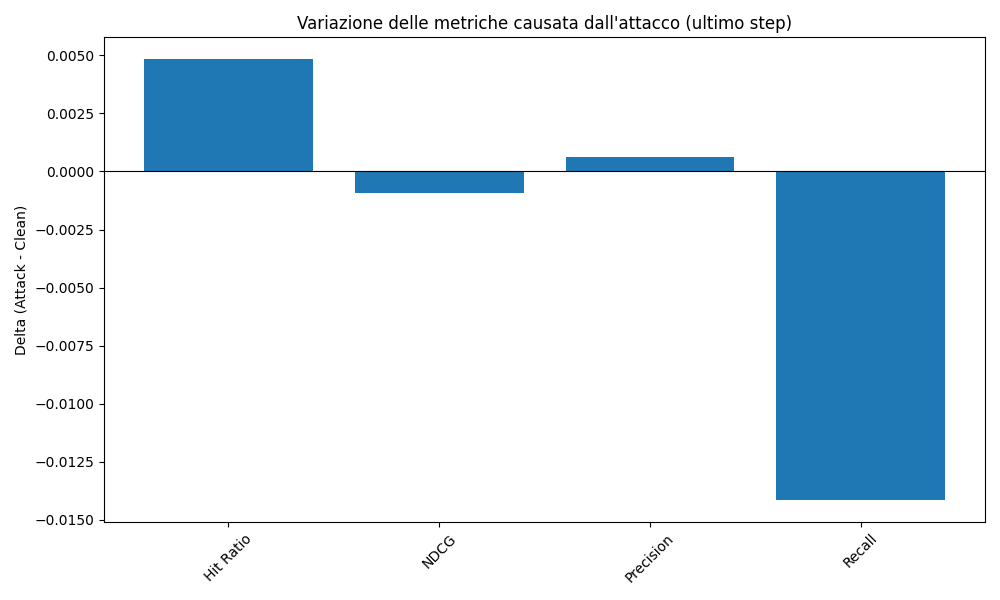 Variazione delle metriche causata dall'attacco (ultimo step)
Delta (Attack - Clean)
0.0050
0.0025
0.0000
−0.0025
−0.0050
−0.0075
−0.0100
−0.0125
−0.0150
Hit Ratio
NDCG
Precision
Recall